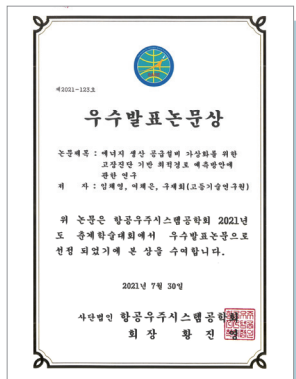 제2021-123호
우수발표논문상
논문제목 : 에너지 생산 공급설비 가상화를 위한
고장진단 기반 최적경로 예측방안에
관한 연구
저 자 : 임채영, 여채은, 구재회(고등기술연구원)
위 논문은 항공우주시스템공학회 2021년
도 춘계학술대회에서 우수발표논문으로
선정 되었기에 본 상을 수여합니다.
2021년 7월 30일
사단법인 항공우주시스템공학회
회 장 황 진 영